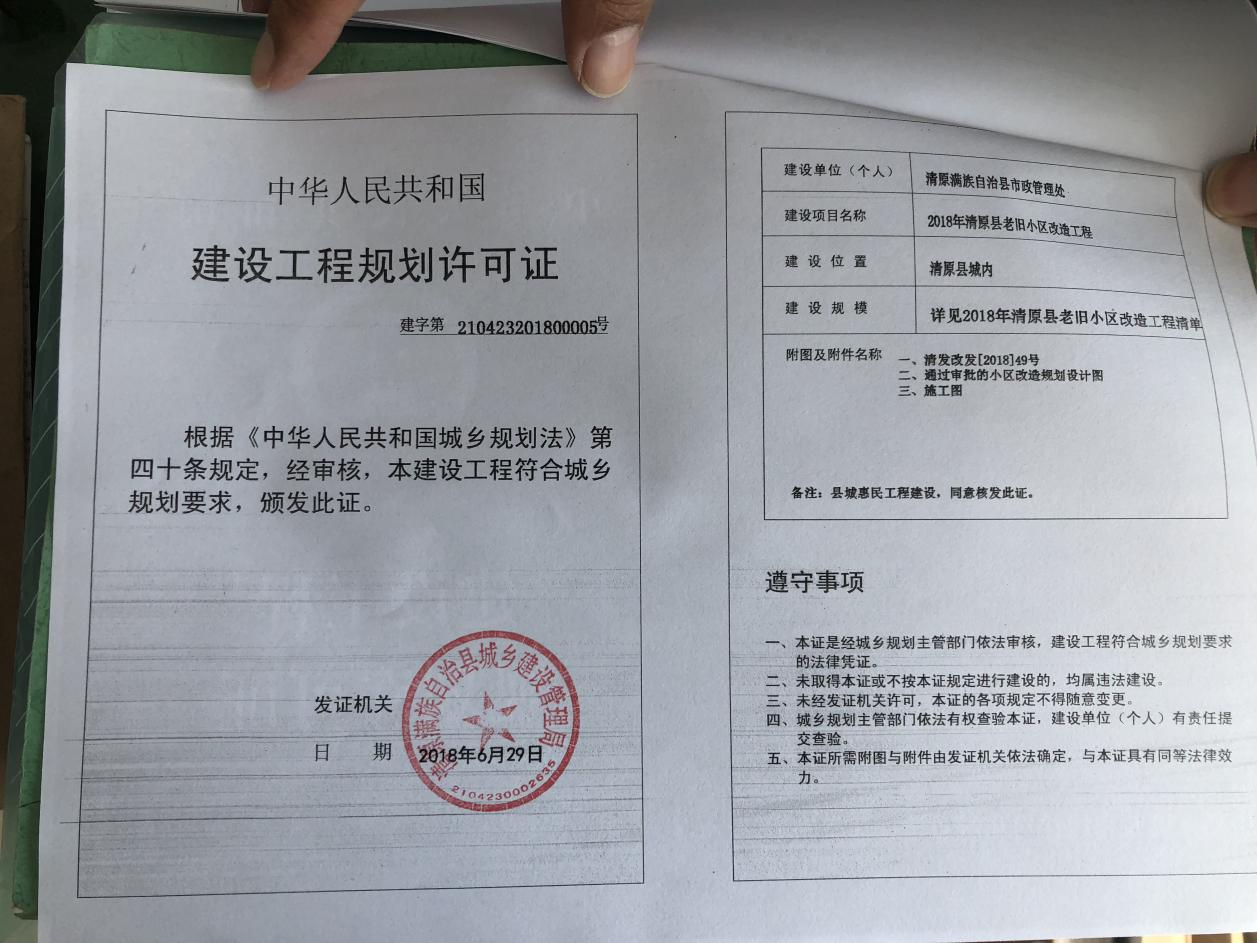 中华人民共和国
建设工程规划许可证
建字第 210423201800005号
根据《中华人民共和国城乡规划法》第
四十条规定，经审核，本建设工程符合城乡
规划要求，颁发此证。
发证机关
日 期
2018年6月29日
清原满族自治县城乡建设管理局
2104230002635
建设单位（个人） 清原满族自治县市政管理处
建设项目名称 2018年清原县老旧小区改造工程
建 设 位 置 清原县城内
建 设 规 模 详见2018年清原县老旧小区改造工程清单
附图及附件名称 一、清发改发[2018]49号
二、通过审批的小区改造规划设计图
三、施工图
备注：县城惠民工程建设，同意核发此证。
遵守事项
一、本证是经城乡规划主管部门依法审核，建设工程符合城乡规划要求
的法律凭证。
二、未取得本证或不按本证规定进行建设的，均属违法建设。
三、未经发证机关许可，本证的各项规定不得随意变更。
四、城乡规划主管部门依法有权查验本证，建设单位（个人）有责任提
交查验。
五、本证所需附图与附件由发证机关依法确定，与本证具有同等法律效
力。